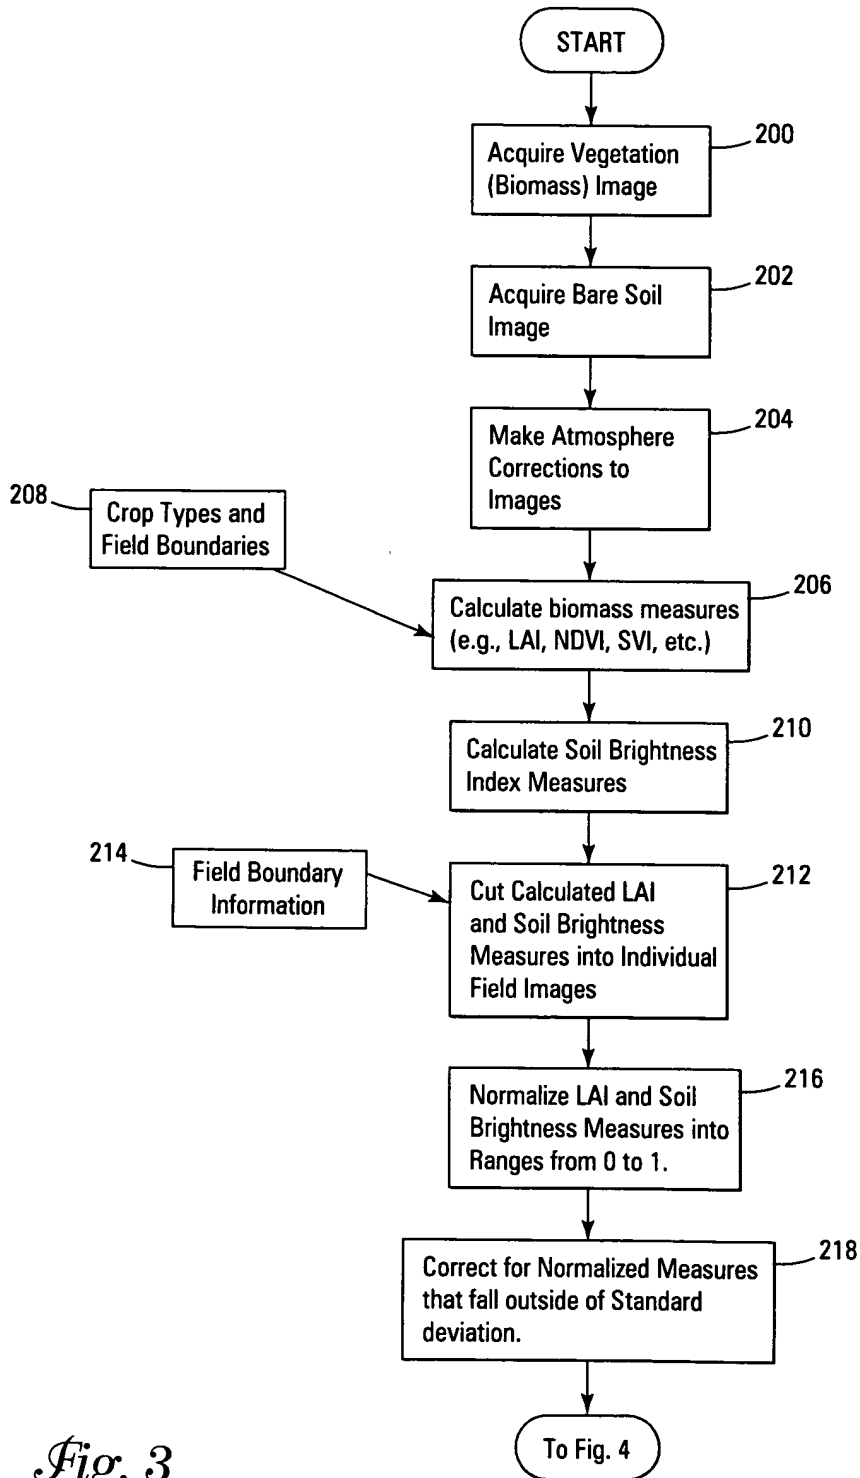 START
200
Acquire Vegetation
(Biomass) Image
202
Acquire Bare Soil
Image
204
Make Atmosphere
Corrections to
Images
208
Crop Types and
Field Boundaries
206
Calculate biomass measures
(e.g., LAI, NDVI, SVI, etc.)
210
Calculate Soil Brightness
Index Measures
214
Field Boundary
Information
212
Cut Calculated LAI
and Soil Brightness
Measures into Individual
Field Images
216
Normalize LAI and Soil
Brightness Measures into
Ranges from 0 to 1.
218
Correct for Normalized Measures
that fall outside of Standard
deviation.
To Fig. 4
Fig. 3